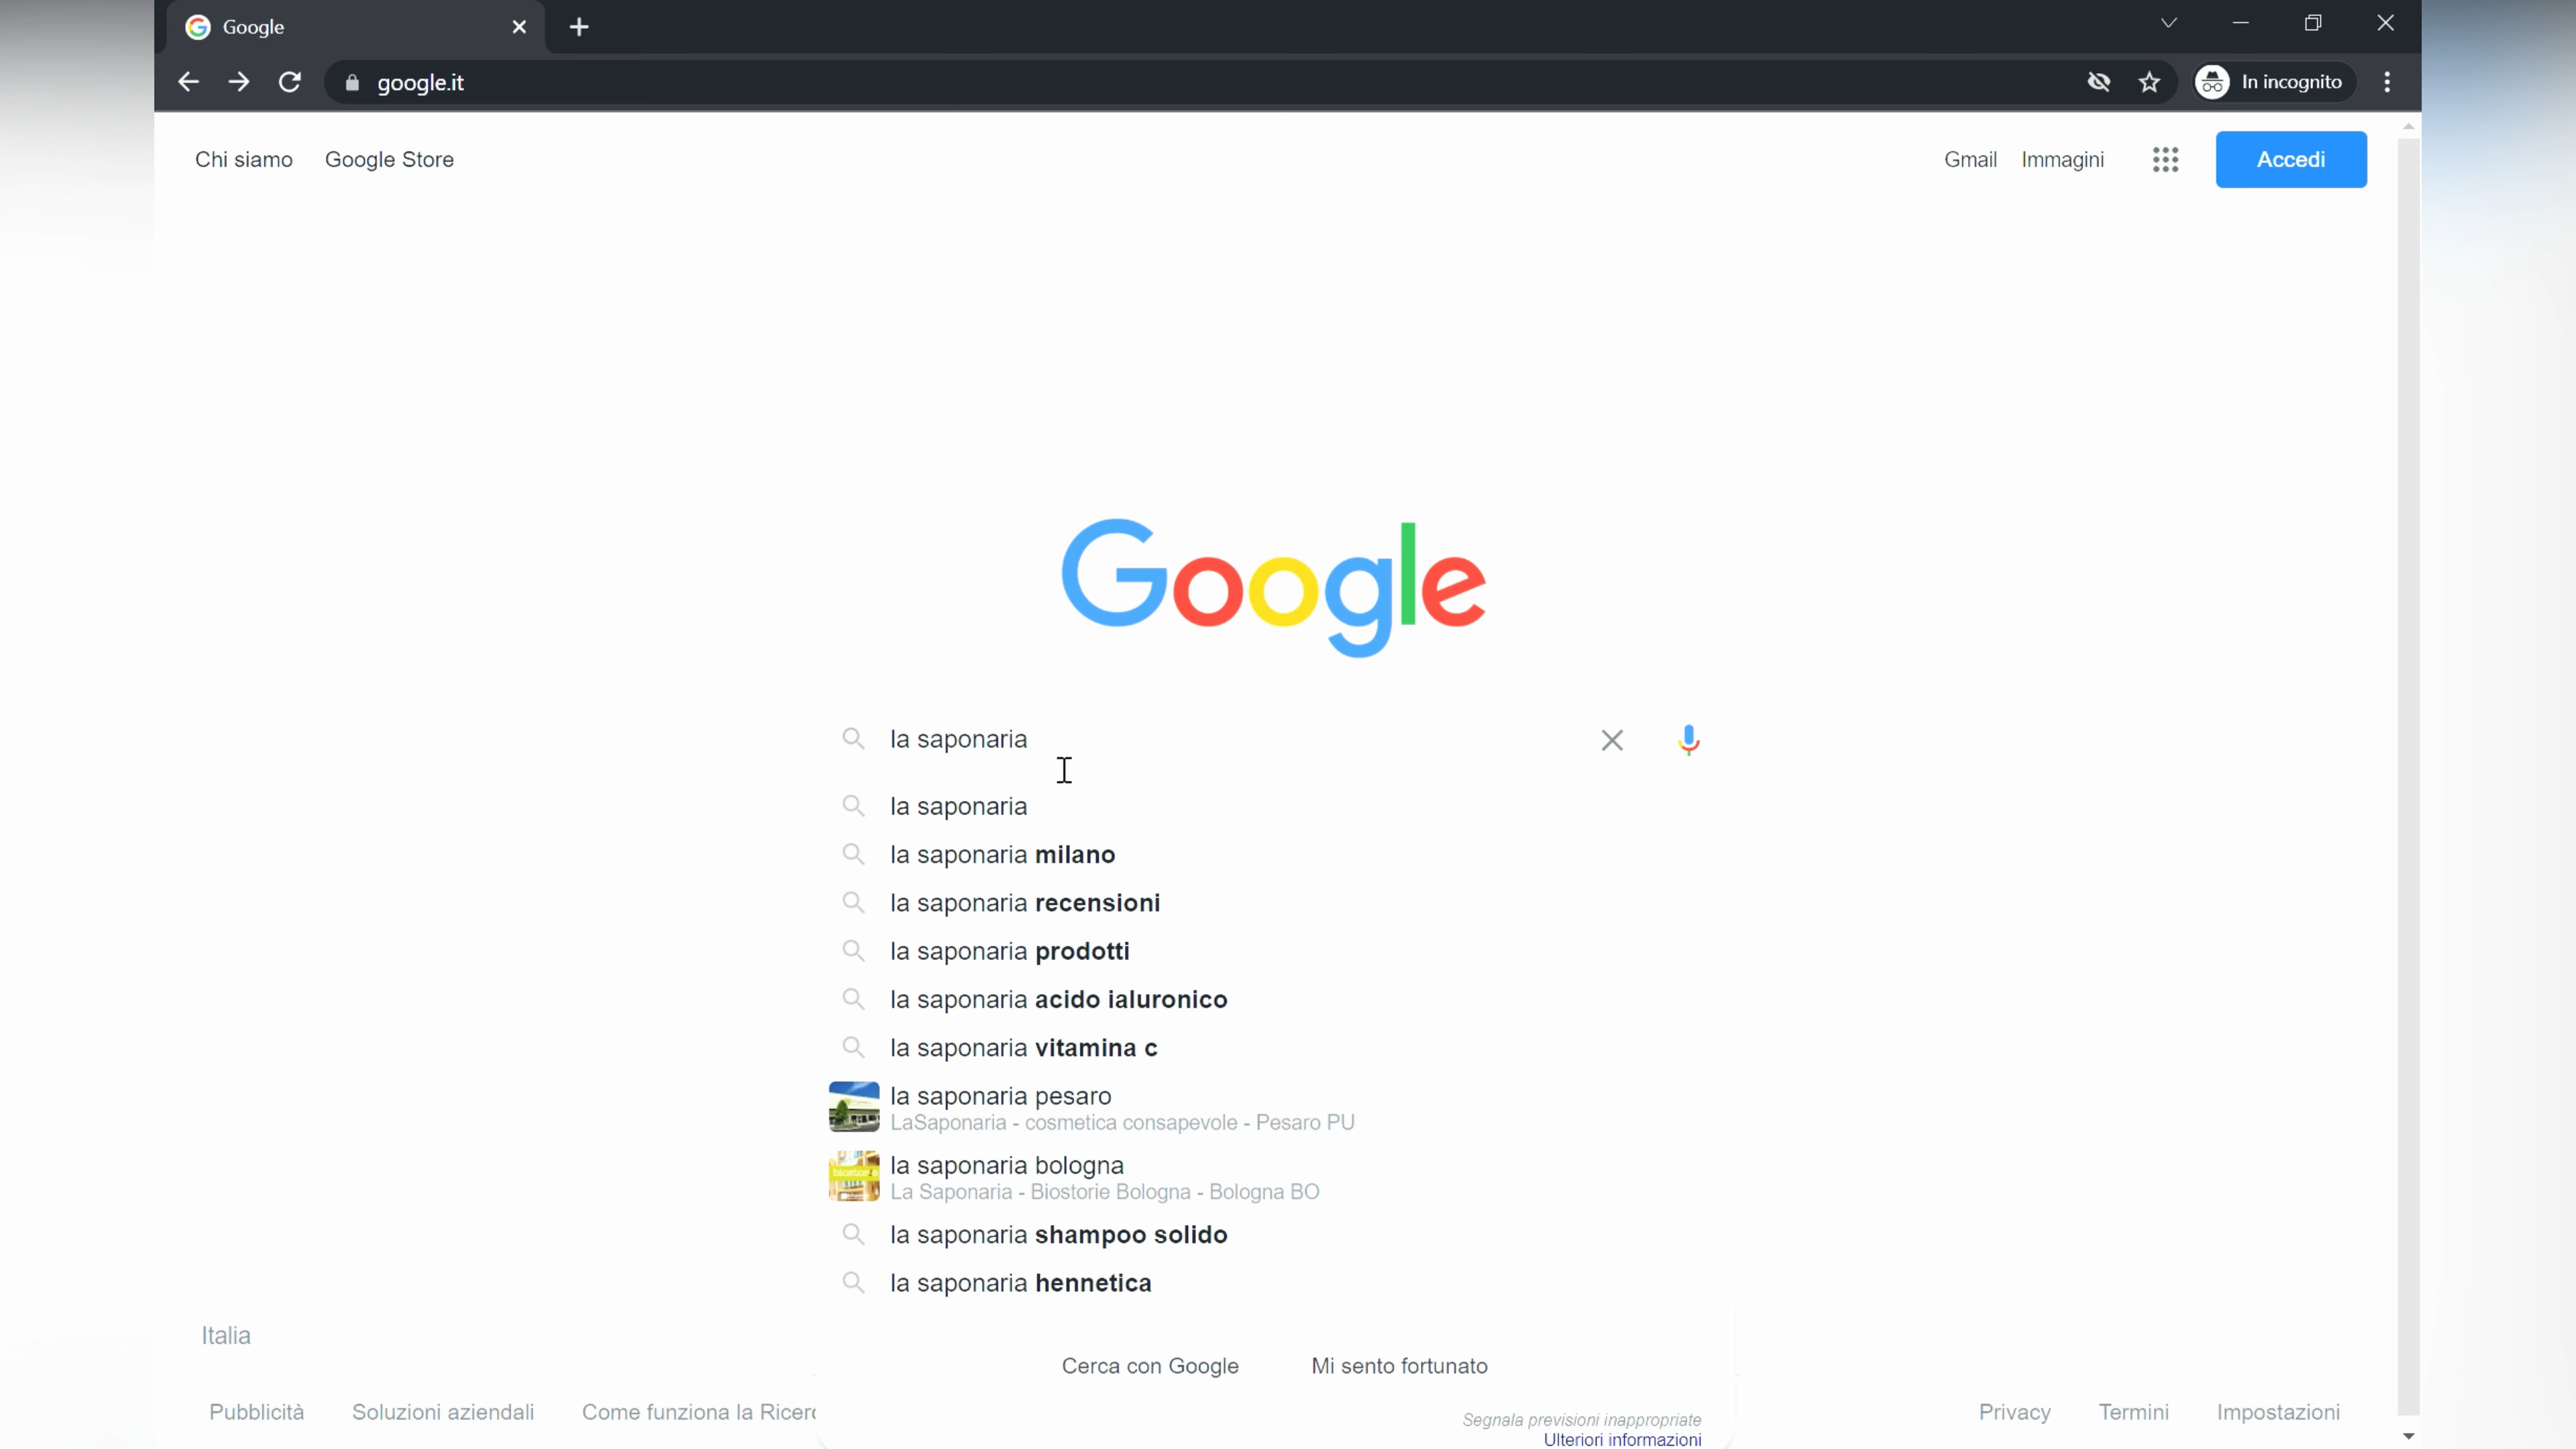 Google
google.it
In incognito
Chi siamo Google Store
Gmail Immagini Accedi
Google
la saponaria
la saponaria
la saponaria milano
la saponaria recensioni
la saponaria prodotti
la saponaria acido ialuronico
la saponaria vitamina c
la saponaria pesaro
LaSaponaria - cosmetica consapevole - Pesaro PU
la saponaria bologna
La Saponaria - Biostorie Bologna - Bologna BO
la saponaria shampoo solido
la saponaria hennetica
Italia
Cerca con Google Mi sento fortunato
Pubblicità Soluzioni aziendali Come funziona la Ricerc
Privacy Termini Impostazioni
Segnala previsioni inappropriate
Ulteriori informazioni